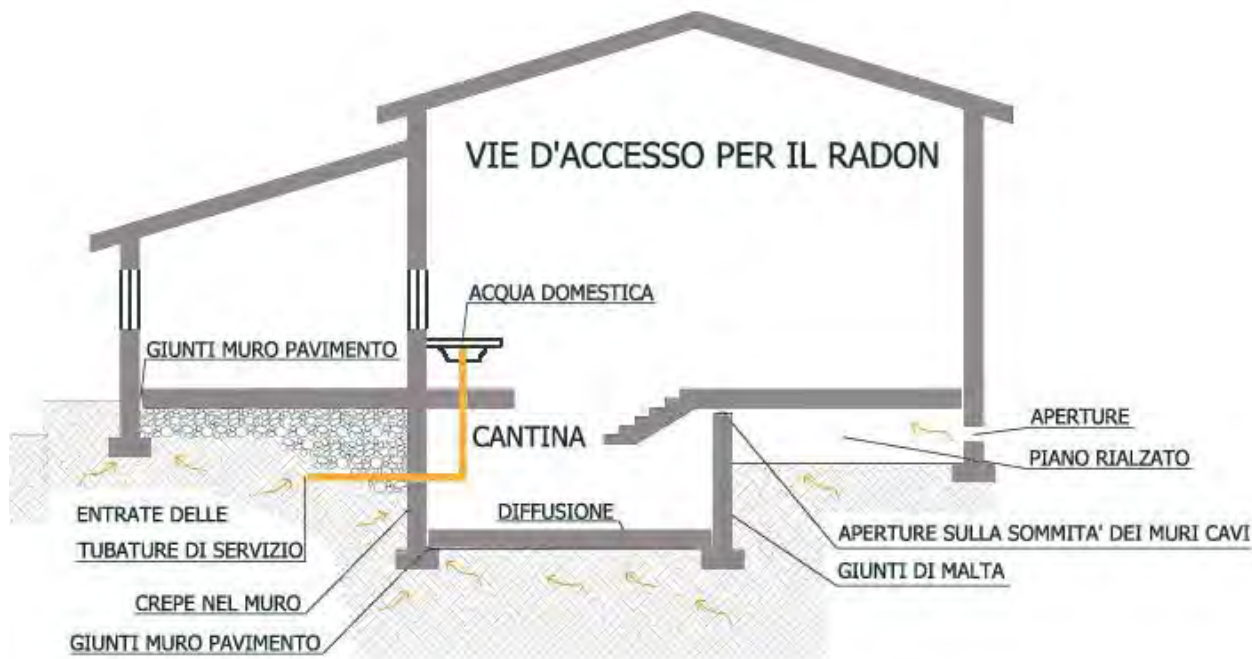 VIE D'ACCESSO PER IL RADON
ACQUA DOMESTICA
GIUNTI MURO PAVIMENTO
CANTINA
APERTURE
PIANO RIALZATO
ENTRATE DELLE
TUBATURE DI SERVIZIO
DIFFUSIONE
APERTURE SULLA SOMMITA' DEI MURI CAVI
GIUNTI DI MALTA
CREPE NEL MURO
GIUNTI MURO PAVIMENTO